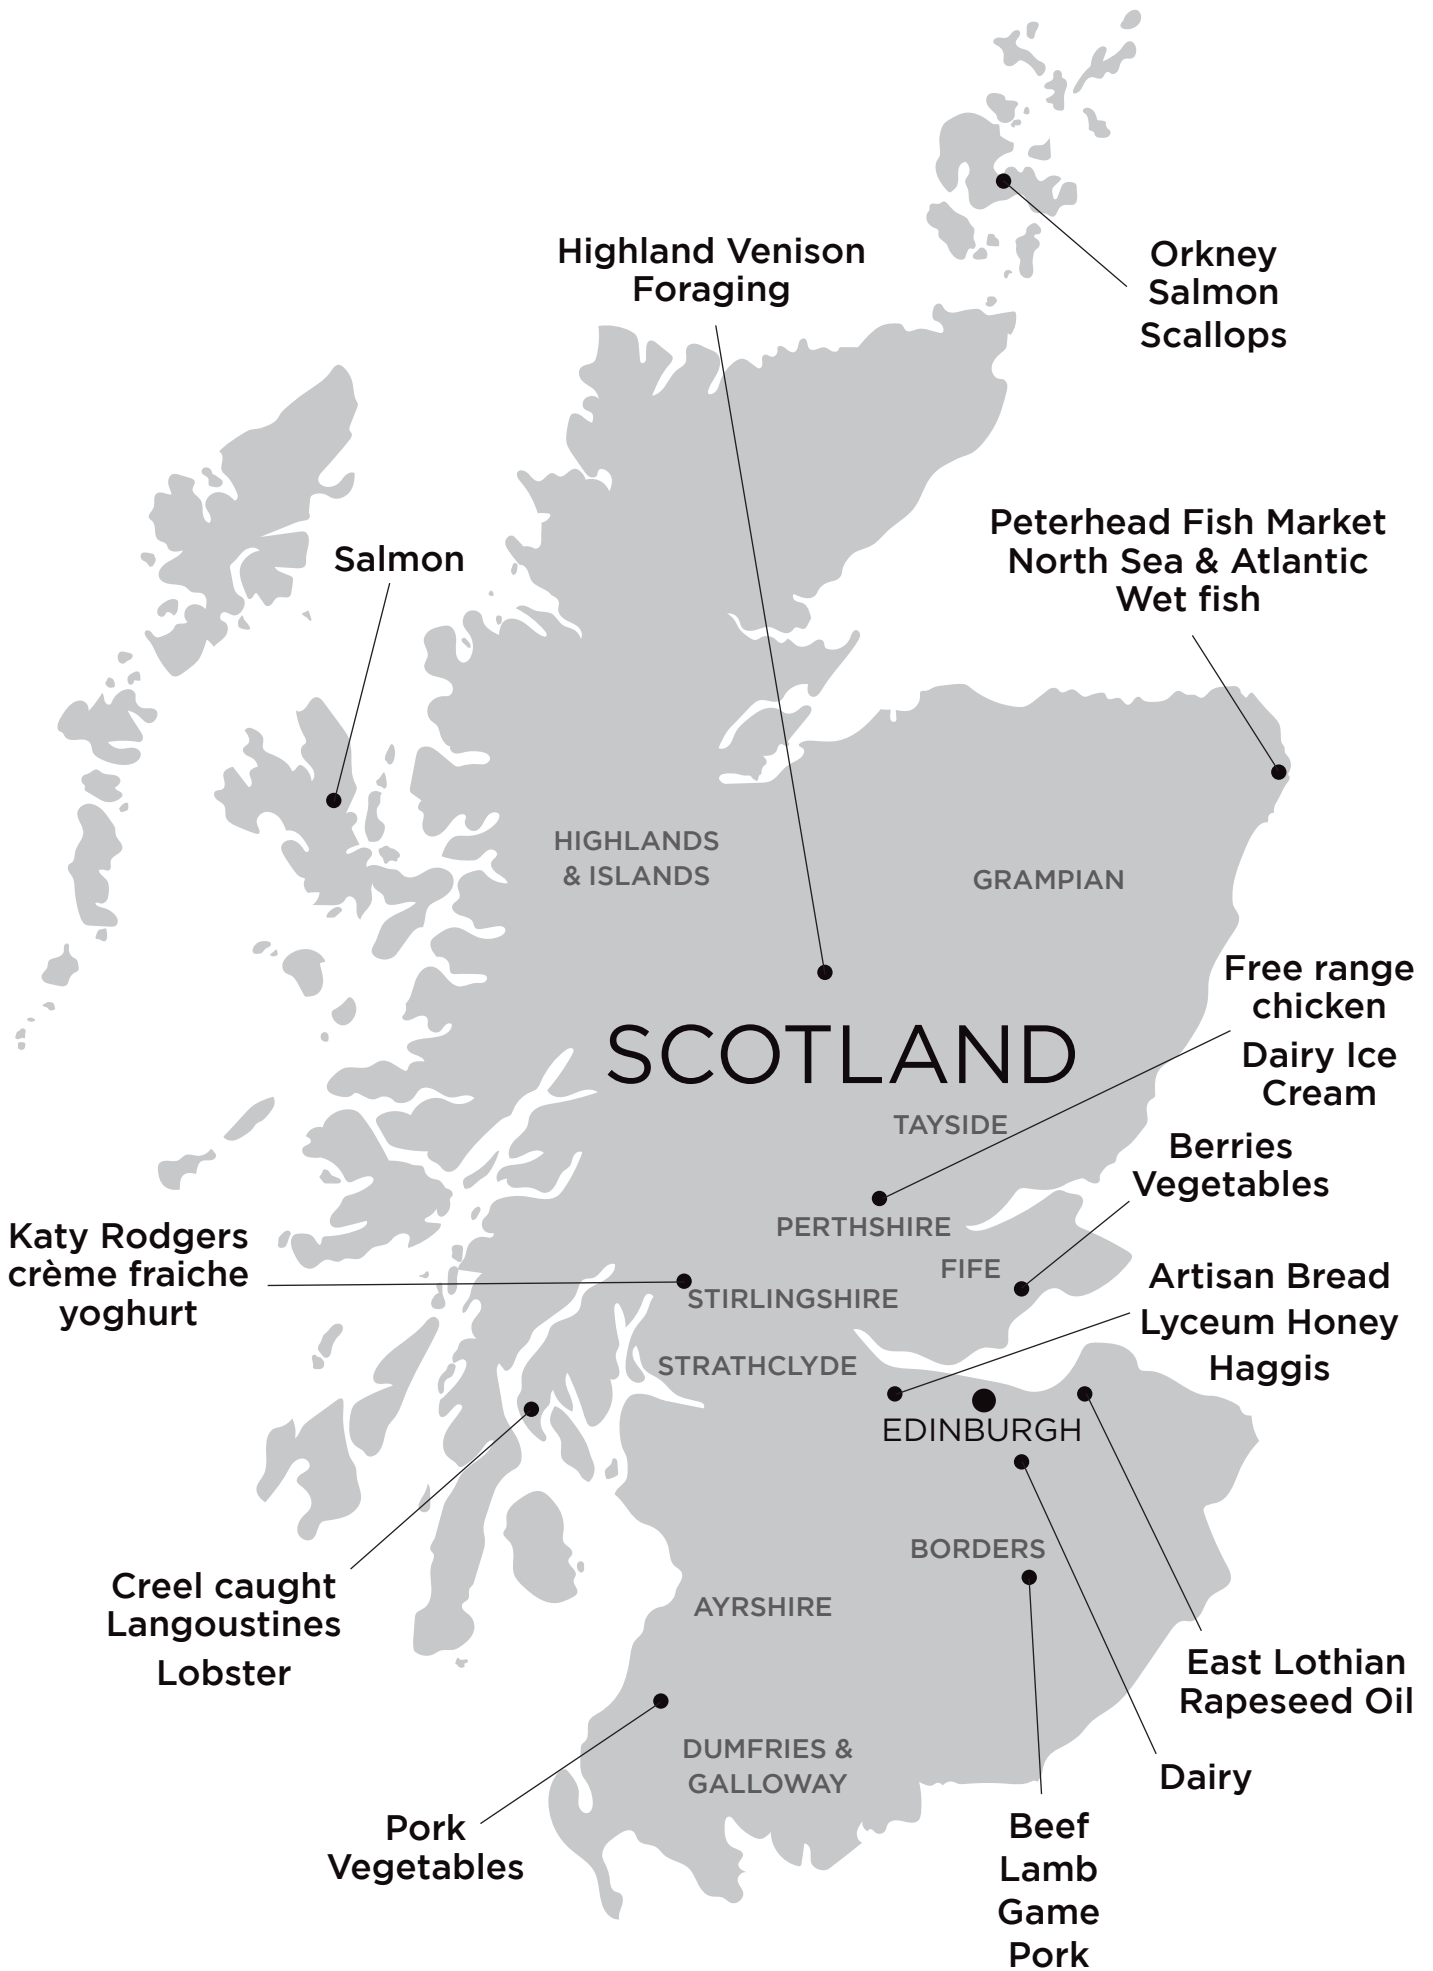 Highland Venison
Foraging
Orkney
Salmon
Scallops
Peterhead Fish Market
North Sea & Atlantic
Wet fish
Salmon
HIGHLANDS
& ISLANDS
GRAMPIAN
Free range
chicken
Dairy Ice
Cream
SCOTLAND
TAYSIDE
Berries
Vegetables
PERTHSHIRE
Katy Rodgers
crème fraiche
yoghurt
FIFE
STIRLINGSHIRE
Artisan Bread
Lyceum Honey
Haggis
STRATHCLYDE
EDINBURGH
BORDERS
AYRSHIRE
Creel caught
Langoustines
Lobster
East Lothian
Rapeseed Oil
DUMFRIES &
GALLOWAY
Dairy
Pork
Vegetables
Beef
Lamb
Game
Pork